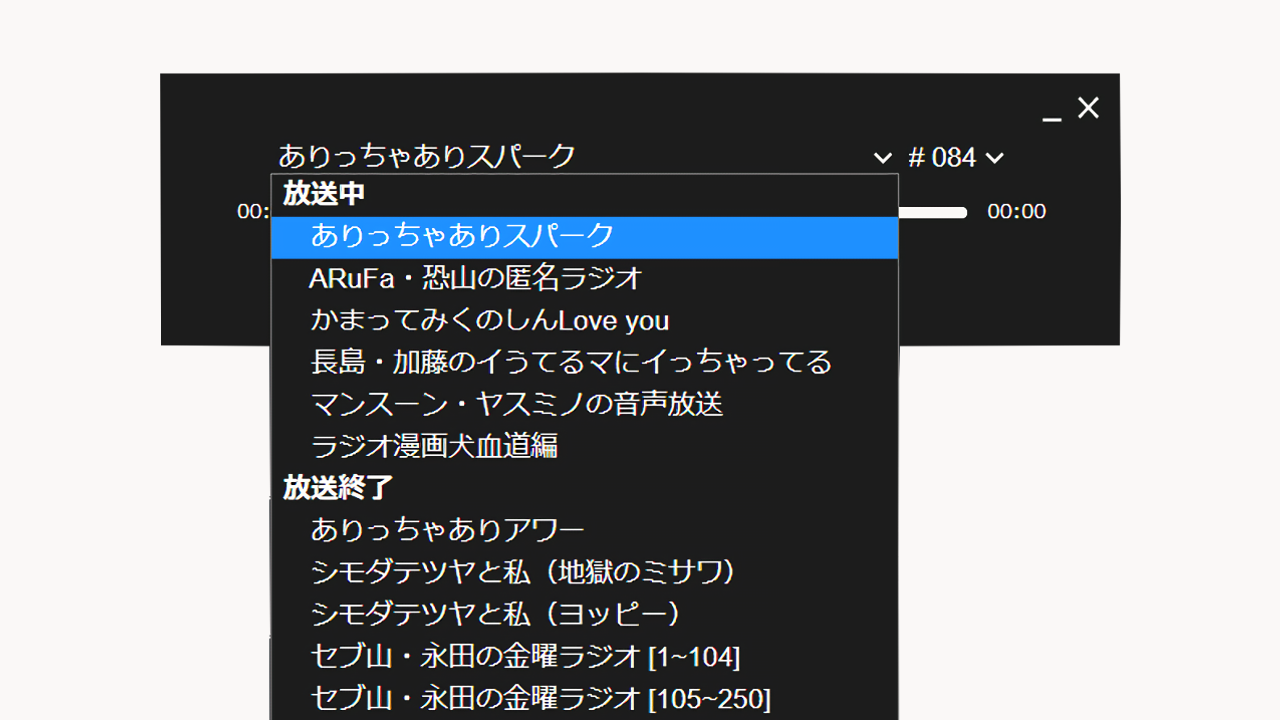 ありっちゃありスパーク
# 084
放送中
00:
00:00
ありっちゃありスパーク
ARuFa・恐山の匿名ラジオ
かまってみくのしんLove you
長島・加藤のイうてるマにイっちゃってる
マンスーン・ヤスミノの音声放送
ラジオ漫画犬血道編
放送終了
ありっちゃありアワー
シモダテツヤと私（地獄のミサワ）
シモダテツヤと私（ヨッピー）
セブ山・永田の金曜ラジオ [1~104]
セブ山・永田の金曜ラジオ [105~250]